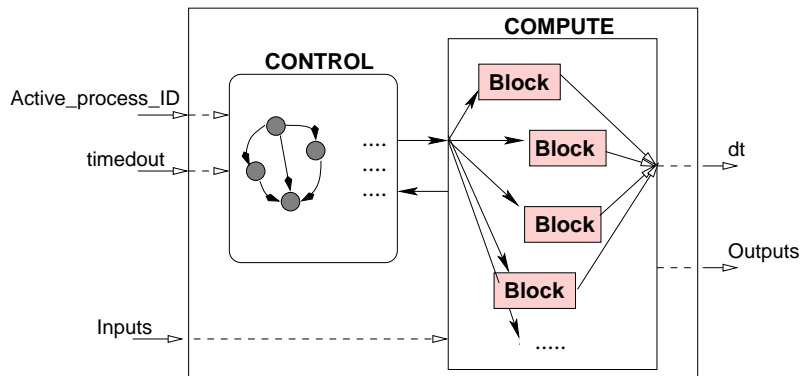 COMPUTE
CONTROL
Block
Active_process_ID
....
Block
timedout
...
dt
....
Block
Outputs
Block
Inputs
.....